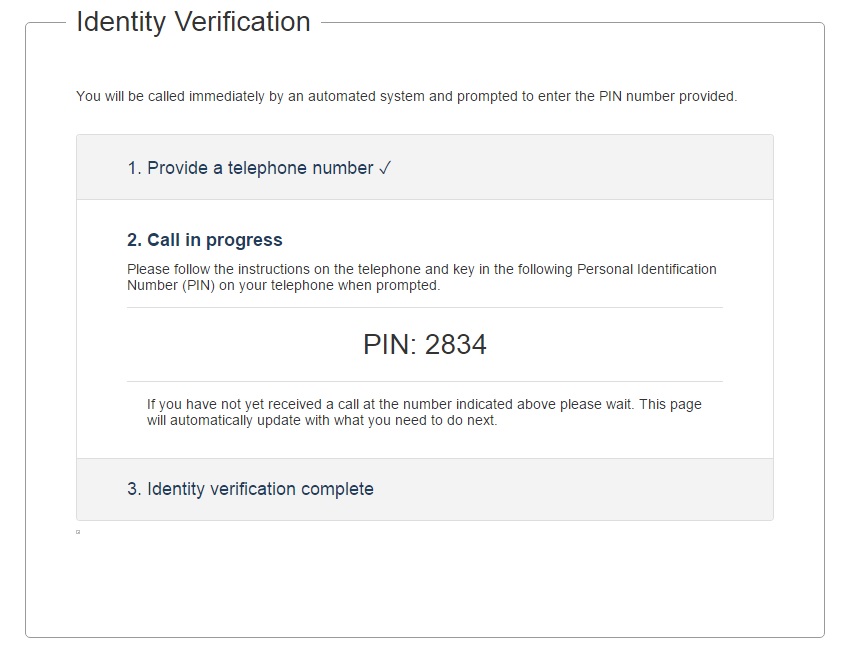 Identity Verification
You will be called immediately by an automated system and prompted to enter the PIN number provided.
1. Provide a telephone number ✓
2. Call in progress
Please follow the instructions on the telephone and key in the following Personal Identification
Number (PIN) on your telephone when prompted.
PIN: 2834
If you have not yet received a call at the number indicated above please wait. This page
will automatically update with what you need to do next.
3. Identity verification complete